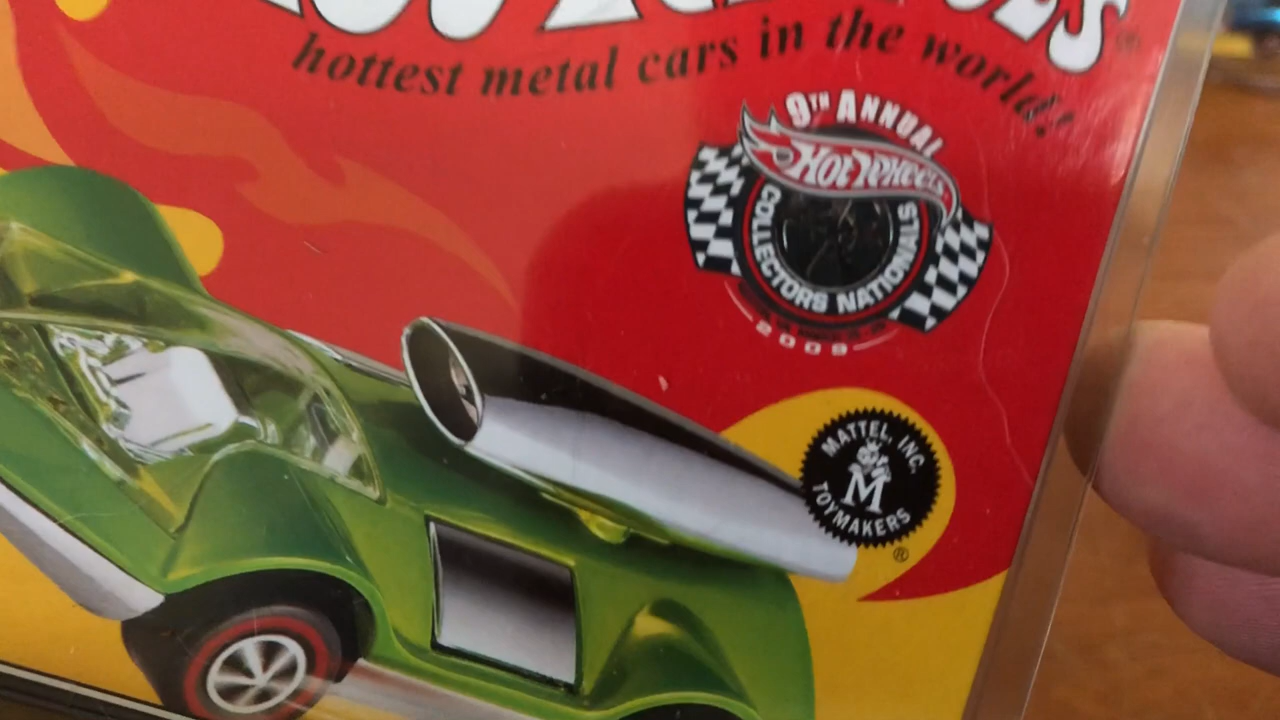 hottest metal cars in the world!
9TH ANNUAL
Hot Wheels
COLLECTORS NATIONALS
2009
MATTEL, INC.
M
TOYMAKERS
®